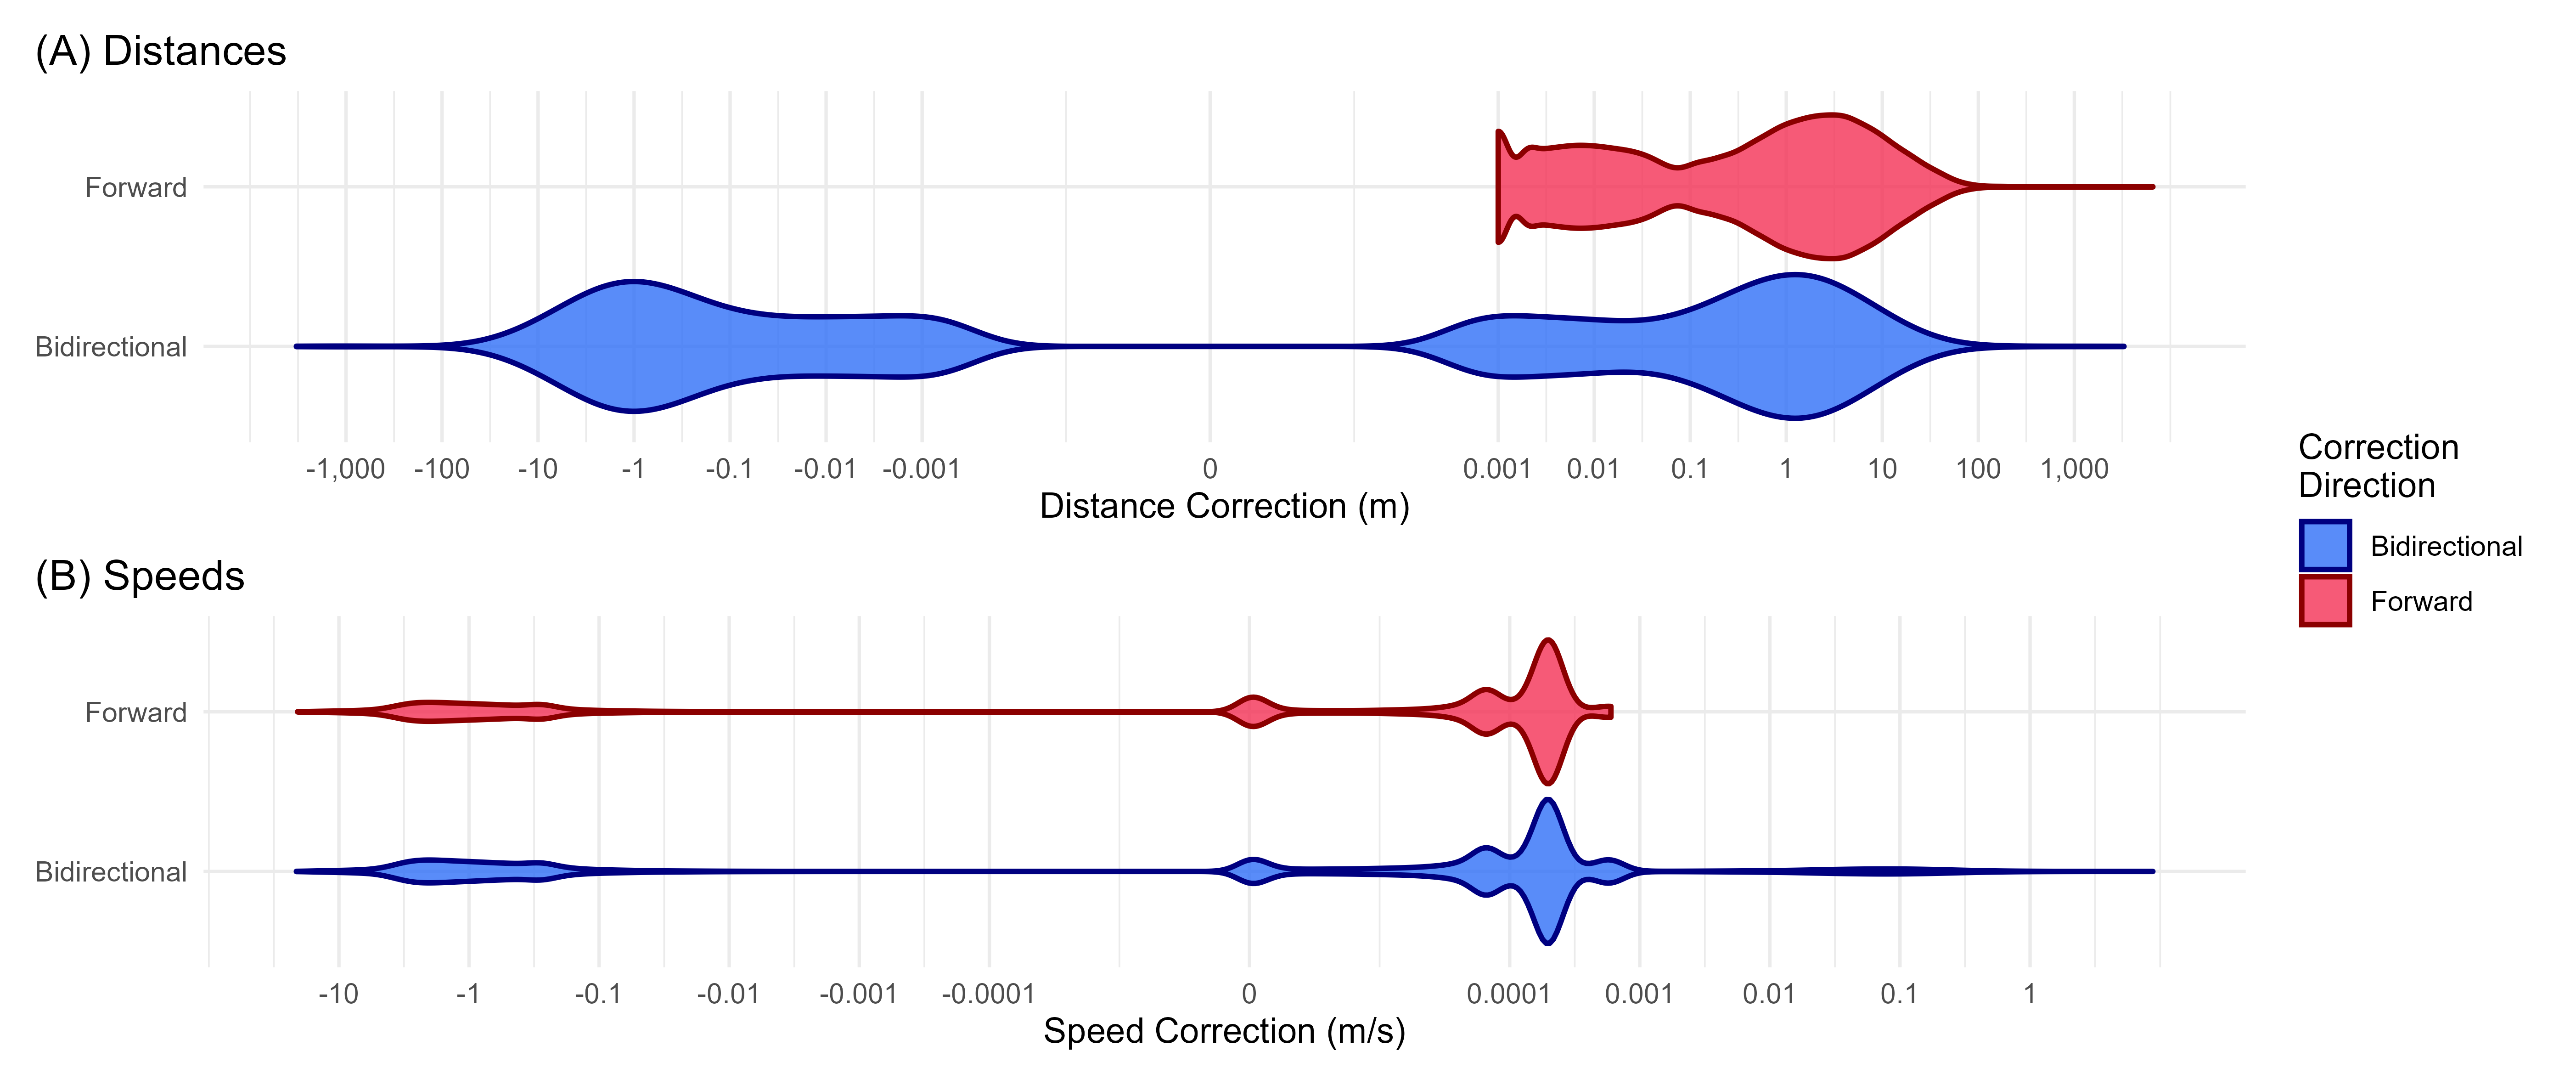 (A) Distances
Forward
Bidirectional
-1,000 -100 -10 -1 -0.1 -0.01 -0.001 0 0.001 0.01 0.1 1 10 100 1,000
Distance Correction (m)
Correction
Direction
Bidirectional
Forward
(B) Speeds
Forward
Bidirectional
-10 -1 -0.1 -0.01 -0.001 -0.0001 0 0.0001 0.001 0.01 0.1 1
Speed Correction (m/s)